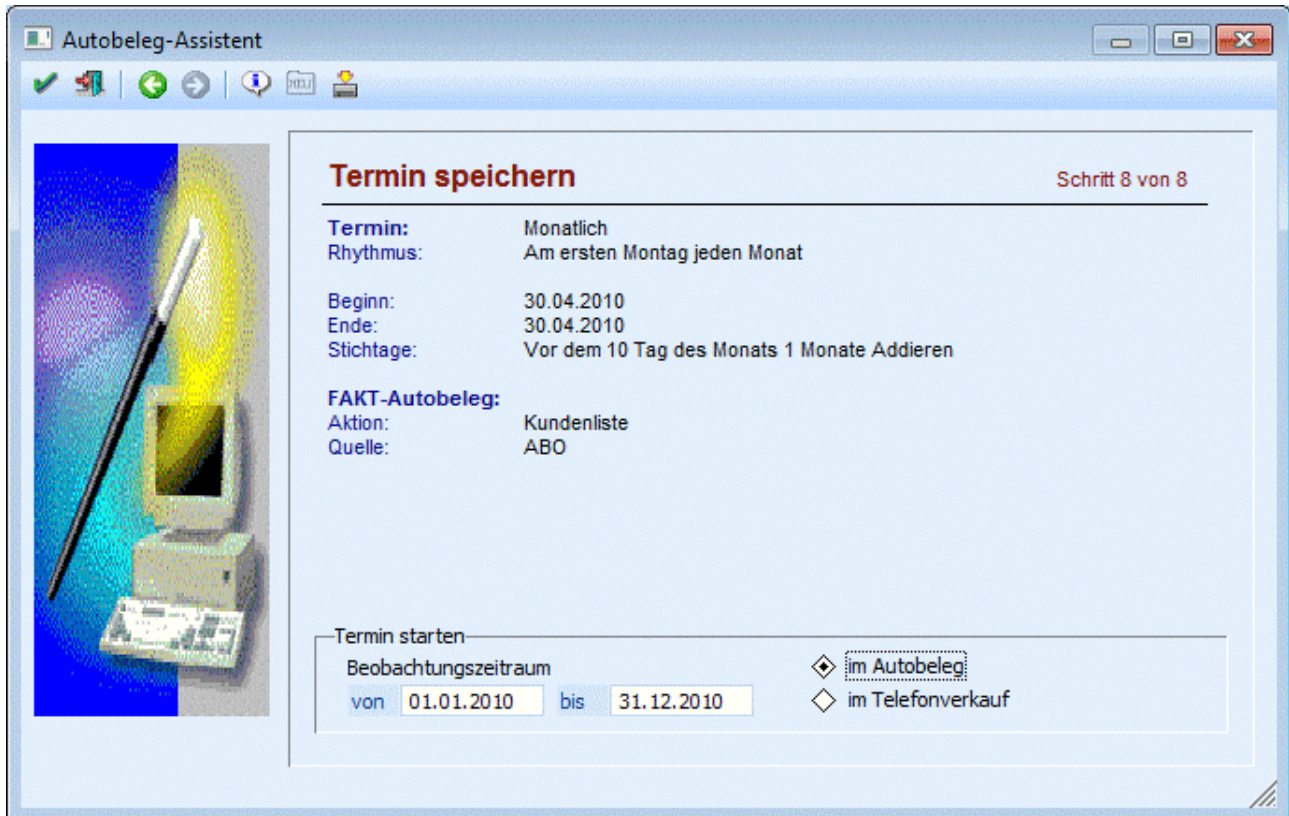 Autobeleg-Assistent
Termin speichern Schritt 8 von 8
Termin: Monatlich
Rhythmus: Am ersten Montag jeden Monat
Beginn: 30.04.2010
Ende: 30.04.2010
Stichtage: Vor dem 10 Tag des Monats 1 Monate Addieren
FAKT-Autobeleg:
Aktion: Kundenliste
Quelle: ABO
Termin starten
Beobachtungszeitraum im Autobeleg
von 01.01.2010 bis 31.12.2010 im Telefonverkauf